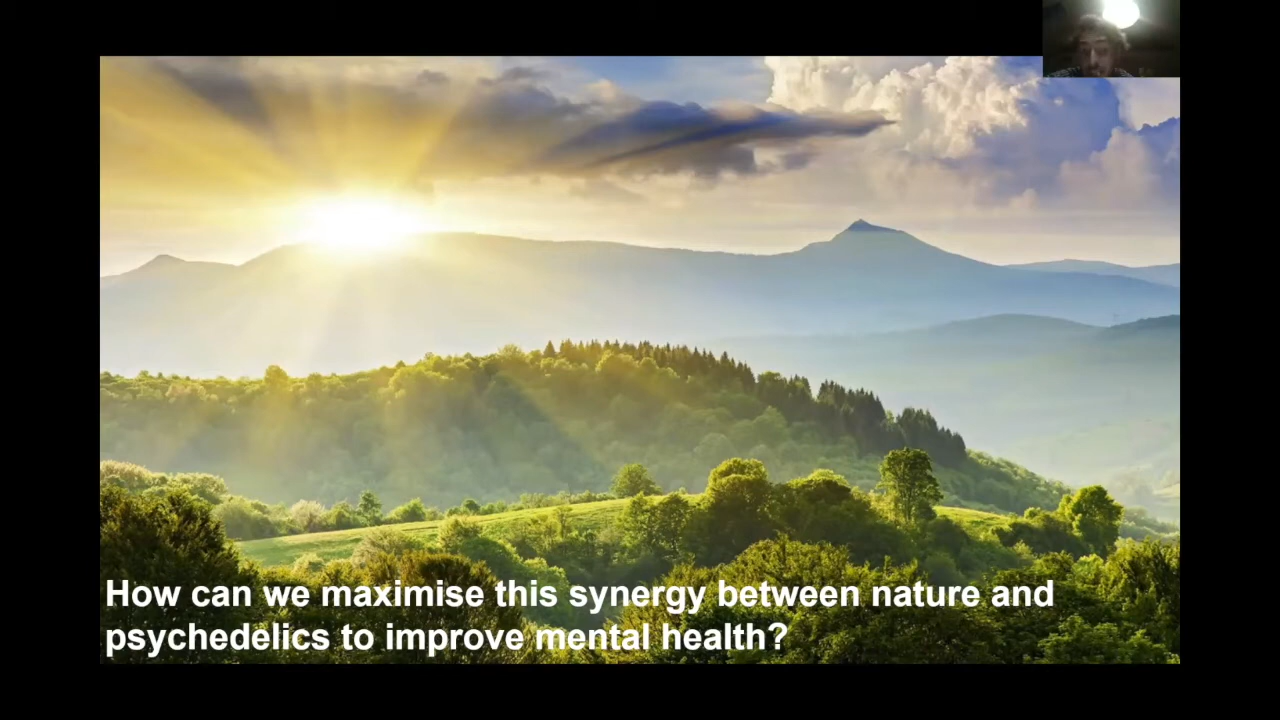 How can we maximise this synergy between nature and
psychedelics to improve mental health?